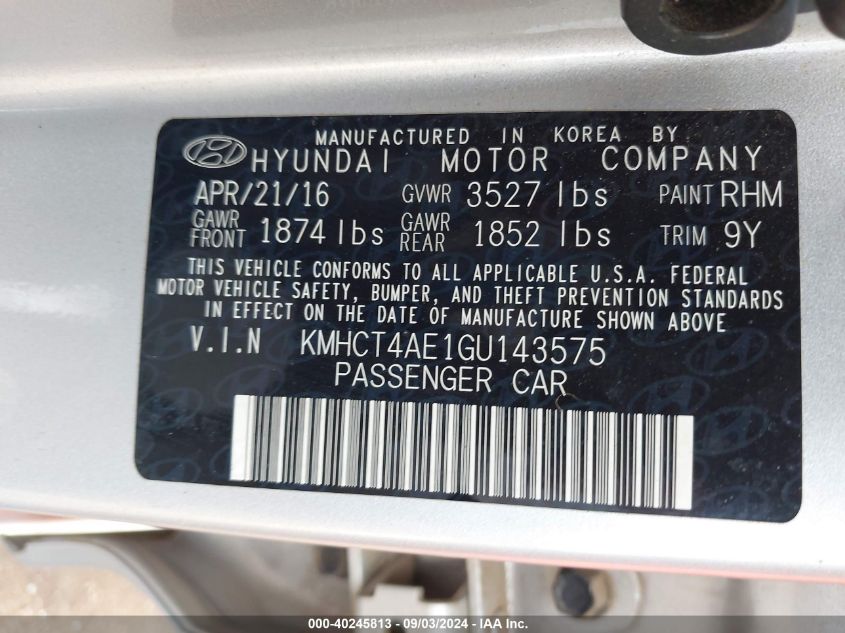 MANUFACTURED IN KOREA BY
HYUNDAI MOTOR COMPANY
APR/21/16 GVWR 3527 lbs PAINT RHM
GAWR FRONT 1874 lbs GAWR REAR 1852 lbs TRIM 9Y
THIS VEHICLE CONFORMS TO ALL APPLICABLE U.S.A. FEDERAL
MOTOR VEHICLE SAFETY, BUMPER, AND THEFT PREVENTION STANDARDS
IN EFFECT ON THE DATE OF MANUFACTURE SHOWN ABOVE
V.I.N KMHCT4AE1GU143575
PASSENGER CAR
000-40245813 - 09/03/2024 - IAA Inc.